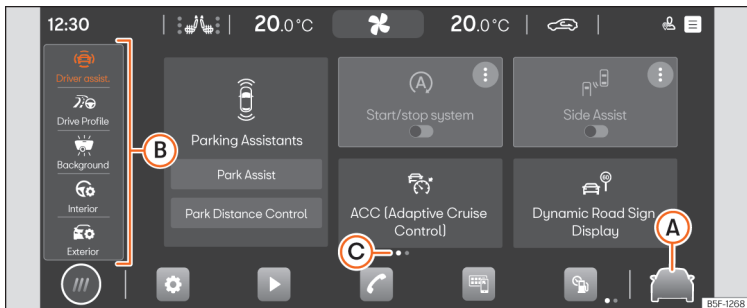 12:30
20.0°C
20.0°C
Driver assist.
Drive Profile
Background
Interior
Exterior
B
Parking Assistants
Park Assist
Park Distance Control
A
Start/stop system
Side Assist
ACC (Adaptive Cruise
Control)
60
Dynamic Road Sign
Display
C
A
B5F-1268